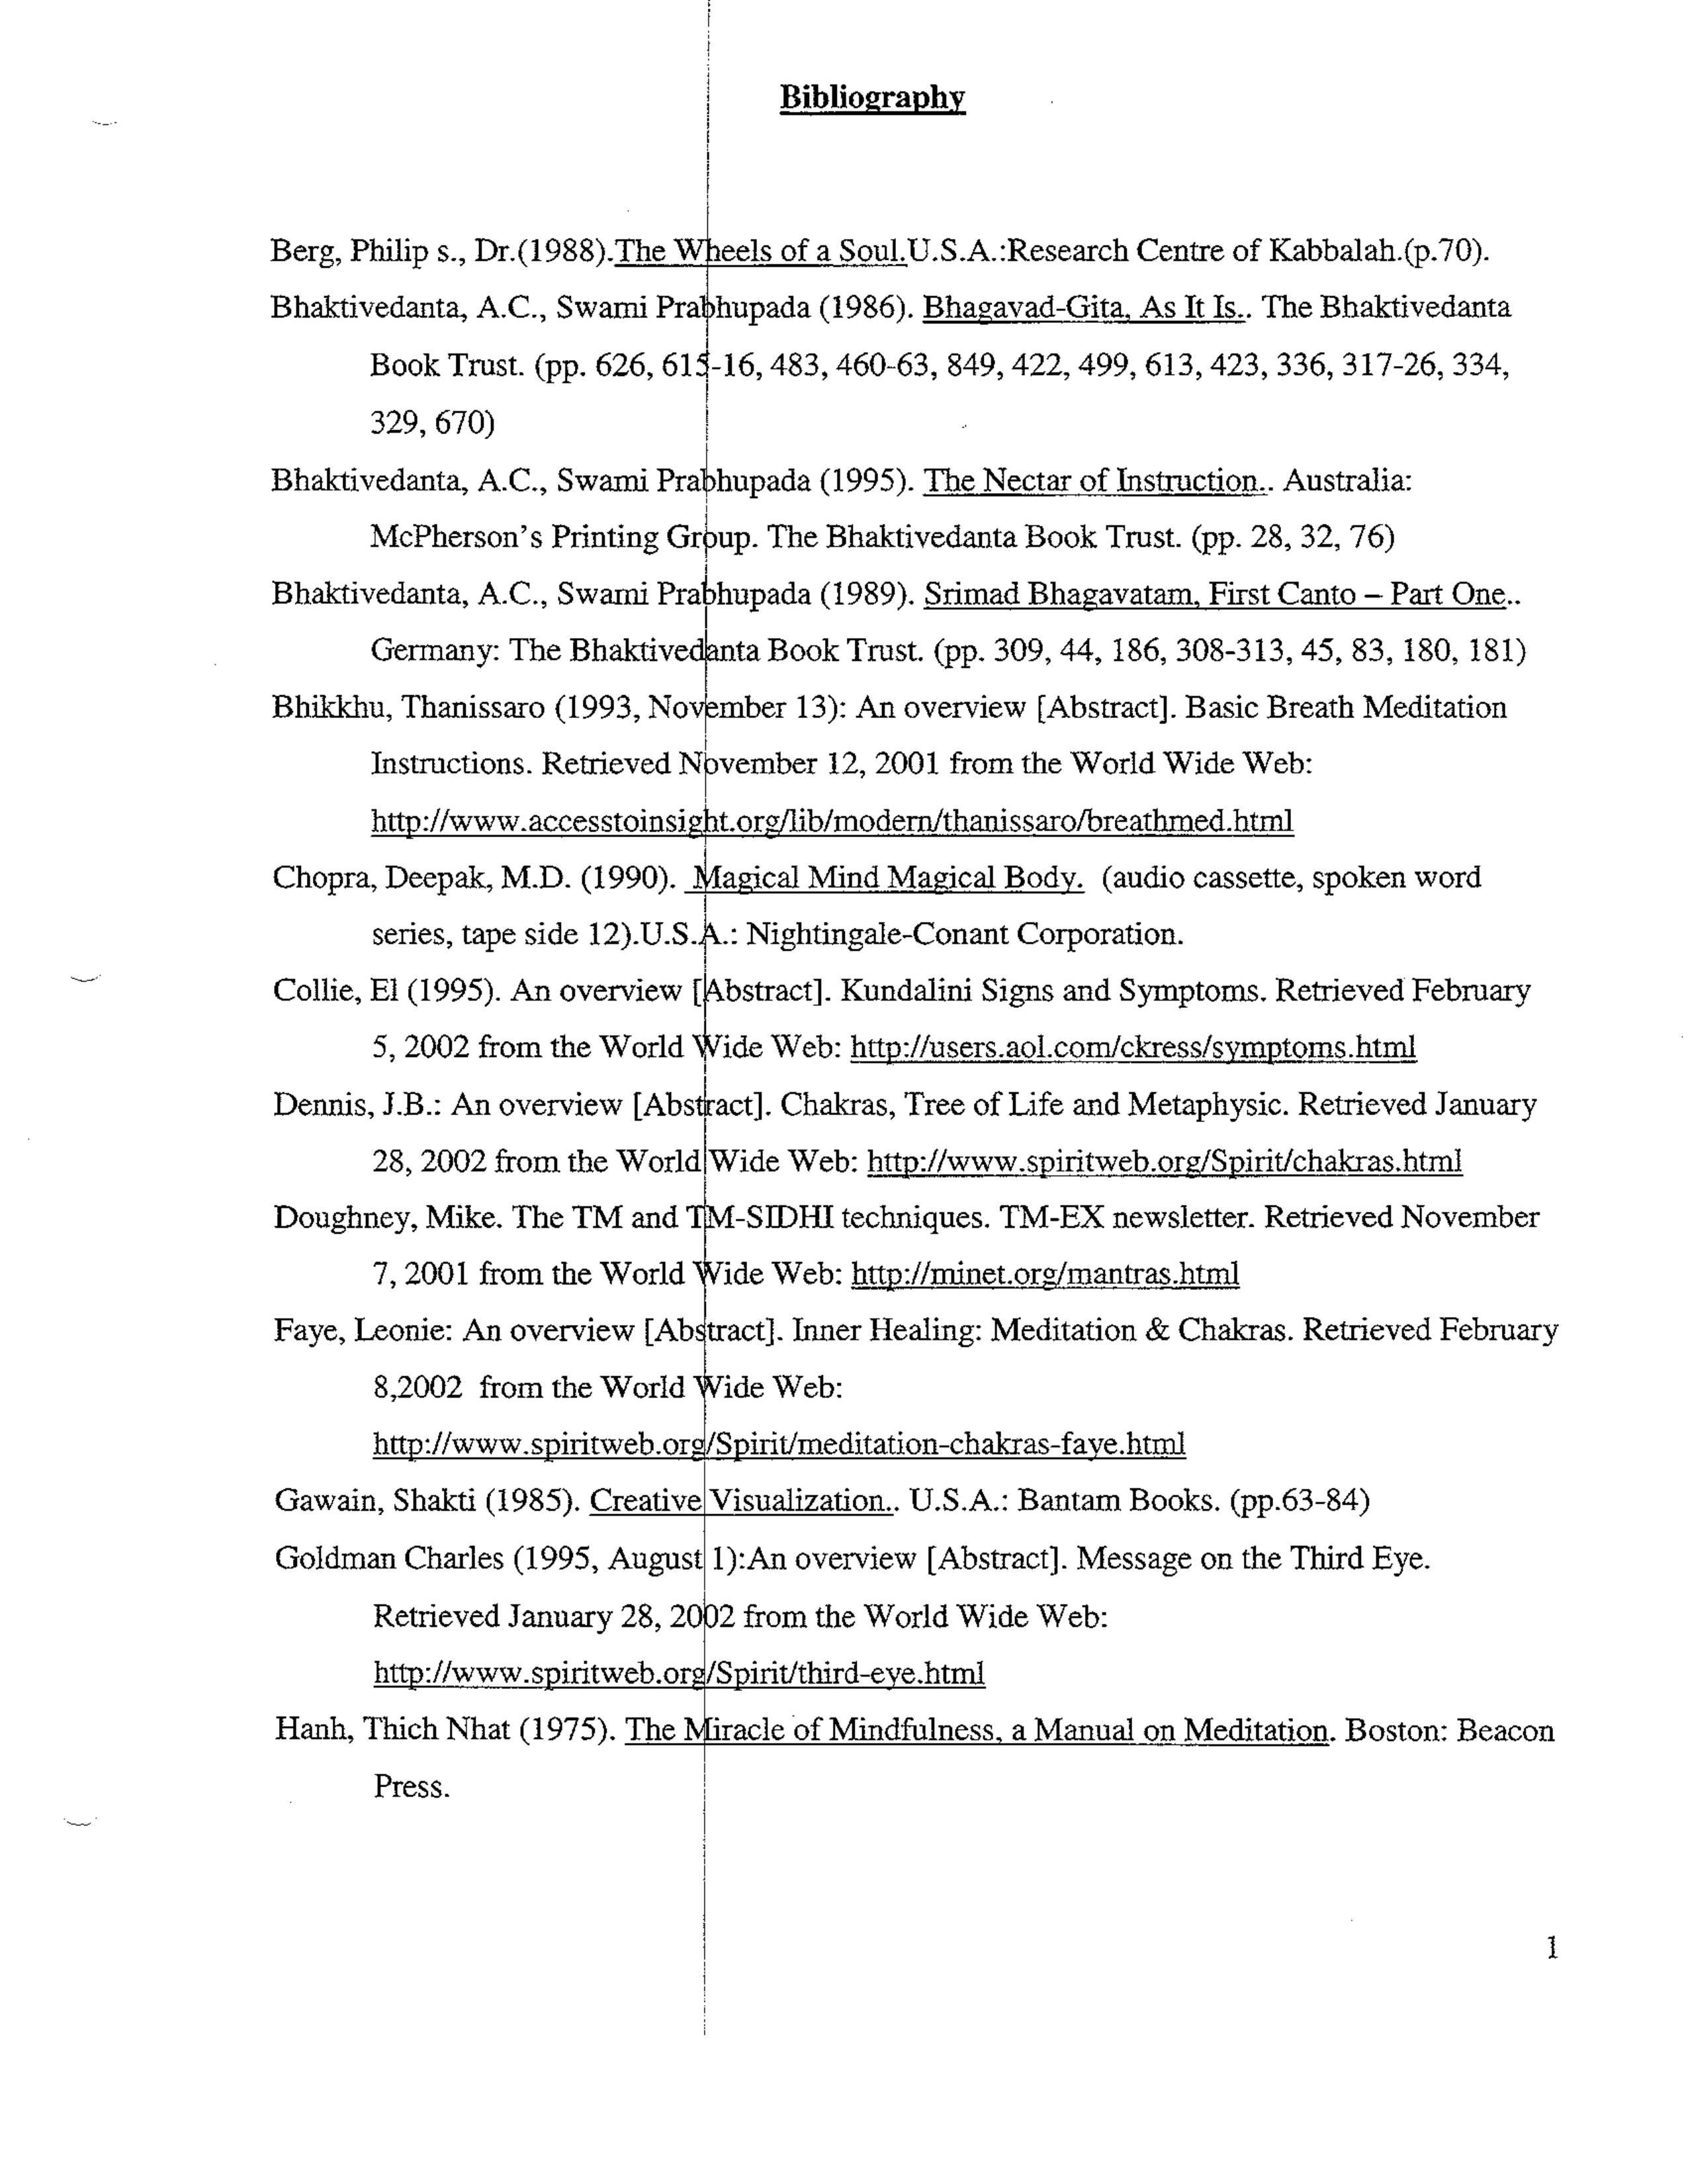 Bibliography
Berg, Philip s., Dr.(1988).The Wheels of a Soul.U.S.A.:Research Centre of Kabbalah.(p.70).
Bhaktivedanta, A.C., Swami Prabhupada (1986). Bhagavad-Gita, As It Is.. The Bhaktivedanta
Book Trust. (pp. 626, 615-16, 483, 460-63, 849, 422, 499, 613, 423, 336, 317-26, 334,
329, 670)
Bhaktivedanta, A.C., Swami Prabhupada (1995). The Nectar of Instruction.. Australia:
McPherson's Printing Group. The Bhaktivedanta Book Trust. (pp. 28, 32, 76)
Bhaktivedanta, A.C., Swami Prabhupada (1989). Srimad Bhagavatam, First Canto – Part One..
Germany: The Bhaktivedanta Book Trust. (pp. 309, 44, 186, 308-313, 45, 83, 180, 181)
Bhikkhu, Thanissaro (1993, November 13): An overview [Abstract]. Basic Breath Meditation
Instructions. Retrieved November 12, 2001 from the World Wide Web:
http://www.accesstoinsight.org/lib/modern/thanissaro/breathmed.html
Chopra, Deepak, M.D. (1990). Magical Mind Magical Body. (audio cassette, spoken word
series, tape side 12).U.S.A.: Nightingale-Conant Corporation.
Collie, El (1995). An overview [Abstract]. Kundalini Signs and Symptoms. Retrieved February
5, 2002 from the World Wide Web: http://users.aol.com/ckress/symptoms.html
Dennis, J.B.: An overview [Abstract]. Chakras, Tree of Life and Metaphysic. Retrieved January
28, 2002 from the World Wide Web: http://www.spiritweb.org/Spirit/chakras.html
Doughney, Mike. The TM and TM-SIDHI techniques. TM-EX newsletter. Retrieved November
7, 2001 from the World Wide Web: http://minet.org/mantras.html
Faye, Leonie: An overview [Abstract]. Inner Healing: Meditation & Chakras. Retrieved February
8,2002 from the World Wide Web:
http://www.spiritweb.org/Spirit/meditation-chakras-faye.html
Gawain, Shakti (1985). Creative Visualization.. U.S.A.: Bantam Books. (pp.63-84)
Goldman Charles (1995, August 1):An overview [Abstract]. Message on the Third Eye.
Retrieved January 28, 2002 from the World Wide Web:
http://www.spiritweb.org/Spirit/third-eye.html
Hanh, Thich Nhat (1975). The Miracle of Mindfulness, a Manual on Meditation. Boston: Beacon
Press.
1